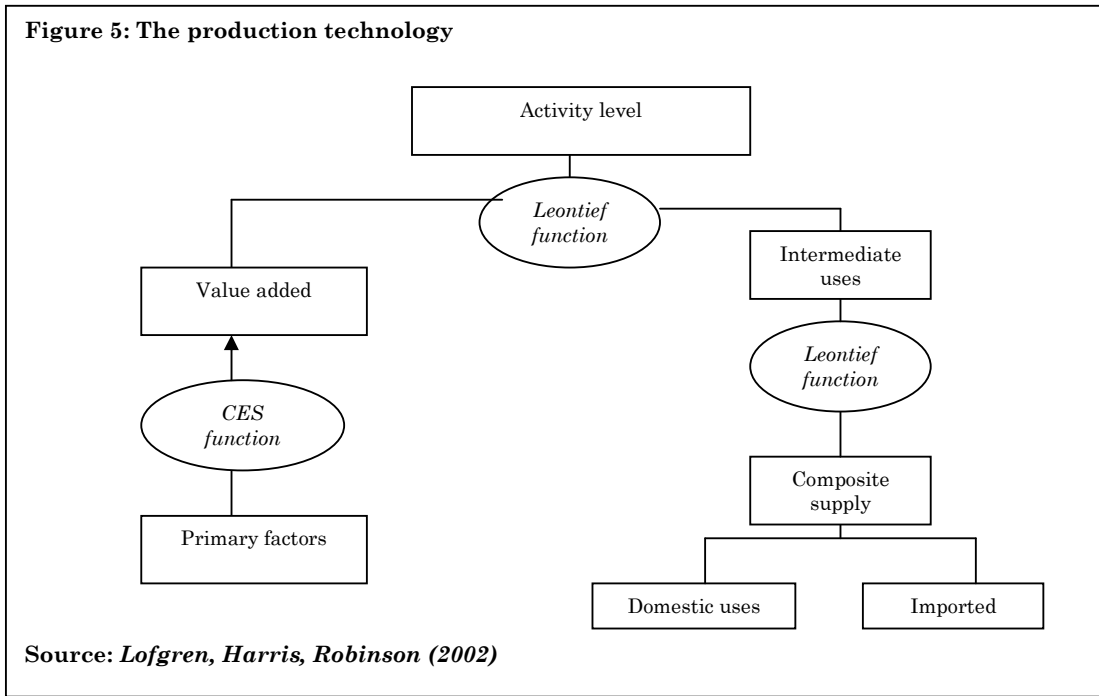 Figure 5: The production technology
Activity level
Leontief
function
Value added
Intermediate
uses
CES
function
Leontief
function
Primary factors
Composite
supply
Domestic uses
Imported
Source: Lofgren, Harris, Robinson (2002)